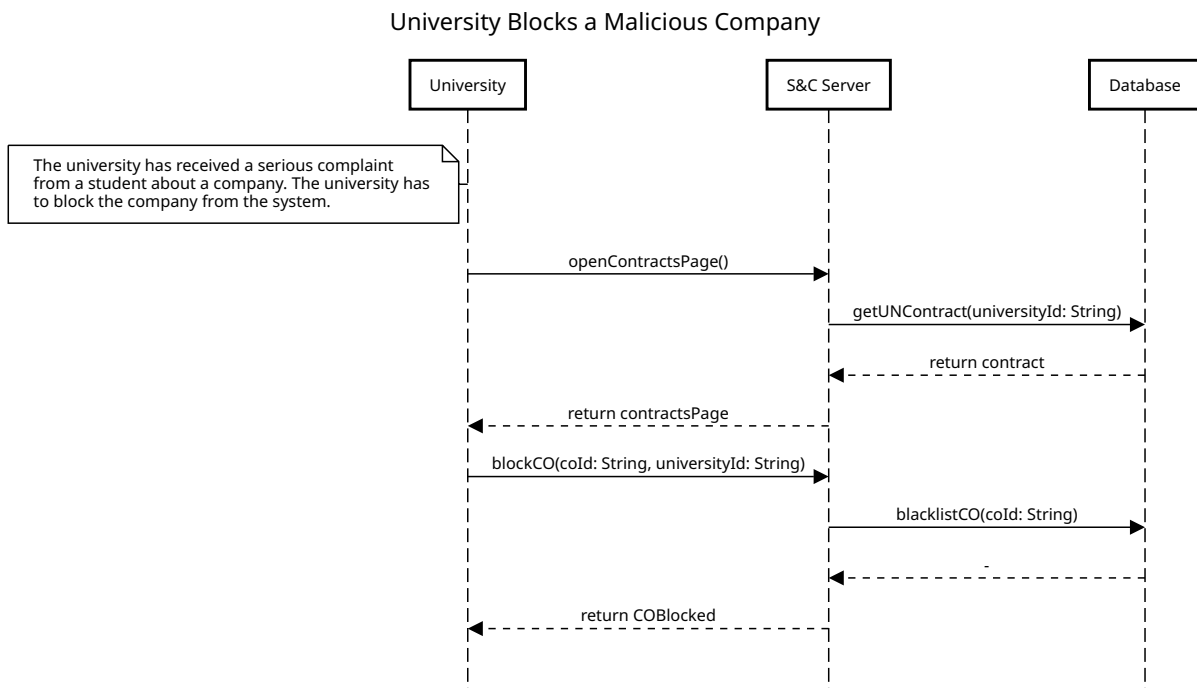 University Blocks a Malicious Company
University
S&C Server
Database
The university has received a serious complaint
from a student about a company. The university has
to block the company from the system.
openContractsPage()
getUNContract(universityId: String)
return contract
return contractsPage
blockCO(coId: String, universityId: String)
blacklistCO(coId: String)
-
return COBlocked